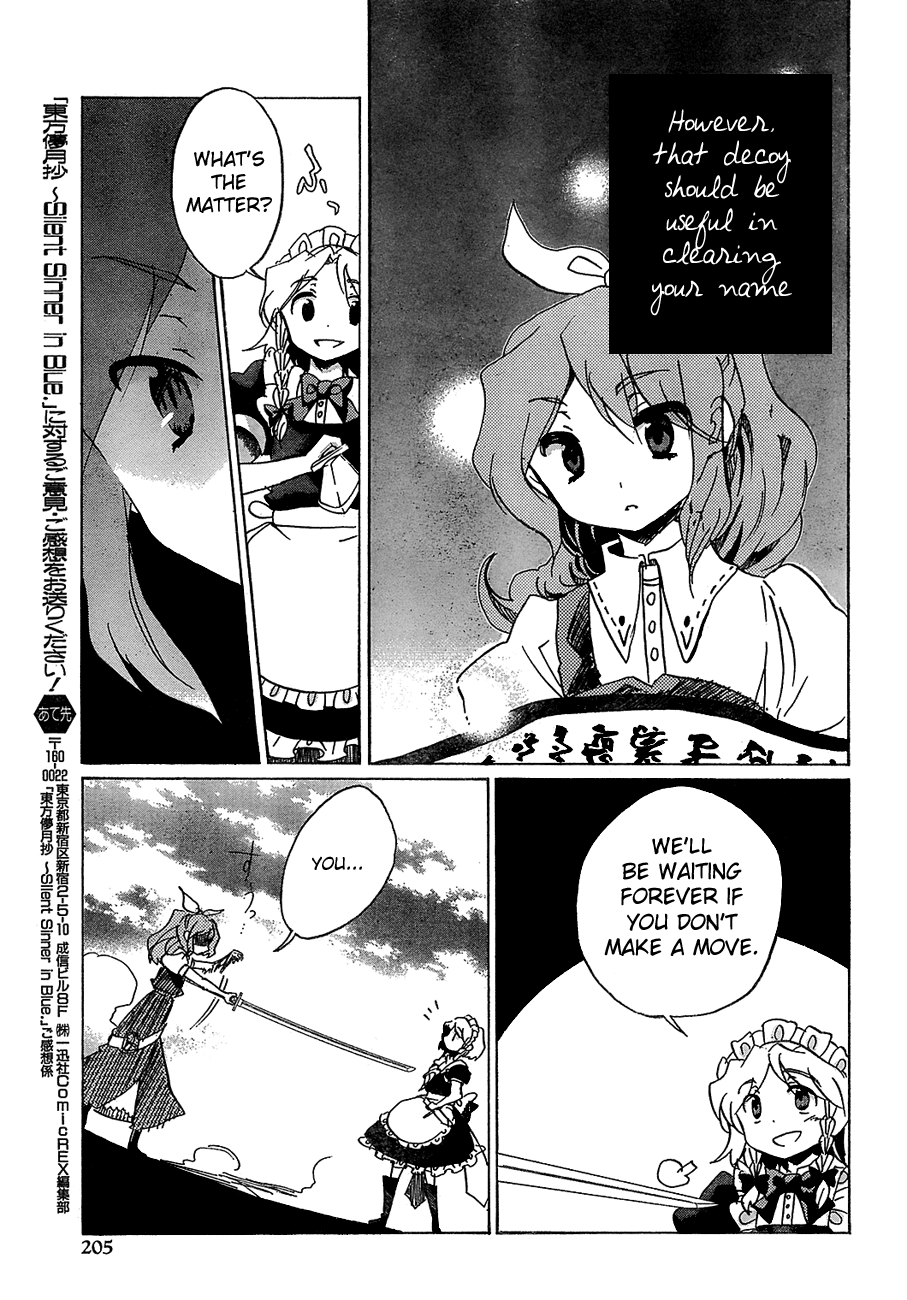 However,
that decoy
should be
useful in
clearing
your name
WHAT'S
THE
MATTER?
WE'LL
BE WAITING
FOREVER IF
YOU DON'T
MAKE A MOVE.
YOU...
すっ
「東方儚月抄 〜Silent Sinner in Blue.」に対するご意見・ご感想をお送りください!
あて先
〒160-0022 東京都新宿区新宿2-5-10 成信ビル8F ㈱一迅社ComicREX編集部
「東方儚月抄 〜Silent Sinner in Blue.」ご感想係
205